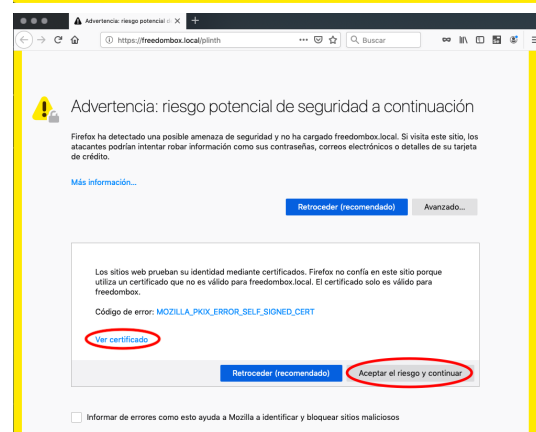 Advertencia: riesgo potencial d
https://freedombox.local/plinth
Buscar
Advertencia: riesgo potencial de seguridad a continuación
Firefox ha detectado una posible amenaza de seguridad y no ha cargado freedombox.local. Si visita este sitio, los
atacantes podrían intentar robar información como sus contraseñas, correos electrónicos o detalles de su tarjeta
de crédito.
Más información...
Retroceder (recomendado)
Avanzado...
Los sitios web prueban su identidad mediante certificados. Firefox no confía en este sitio porque
utiliza un certificado que no es válido para freedombox.local. El certificado solo es válido para
freedombox.
Código de error: MOZILLA_PKIX_ERROR_SELF_SIGNED_CERT
Ver certificado
Retroceder (recomendado)
Aceptar el riesgo y continuar
Informar de errores como esto ayuda a Mozilla a identificar y bloquear sitios maliciosos